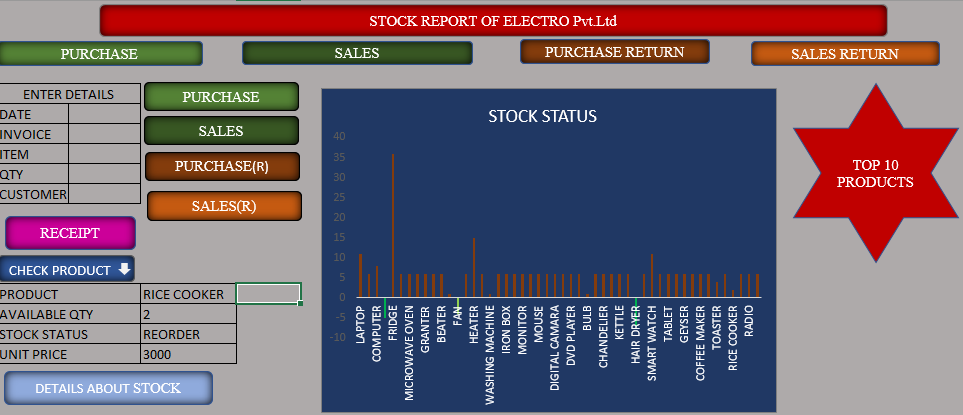 STOCK REPORT OF ELECTRO Pvt.Ltd
PURCHASE
SALES
PURCHASE RETURN
SALES RETURN
ENTER DETAILS
DATE
INVOICE
ITEM
QTY
CUSTOMER
PURCHASE
SALES
PURCHASE(R)
SALES(R)
RECEIPT
CHECK PRODUCT
PRODUCT RICE COOKER
AVAILABLE QTY 2
STOCK STATUS REORDER
UNIT PRICE 3000
DETAILS ABOUT STOCK
STOCK STATUS
40
35
30
25
20
15
10
5
0
-5
-10
LAPTOP
COMPUTER
FRIDGE
MICROWAVE OVEN
GRANTER
BEATER
FAN
HEATER
WASHING MACHINE
IRON BOX
MONITOR
MOUSE
DIGITAL CAMARA
DVD PLAYER
BULB
CHANDELIER
KETTLE
HAIR DRYER
SMART WATCH
TABLET
GEYSER
COFFEE MAKER
TOASTER
RICE COOKER
RADIO
TOP 10
PRODUCTS